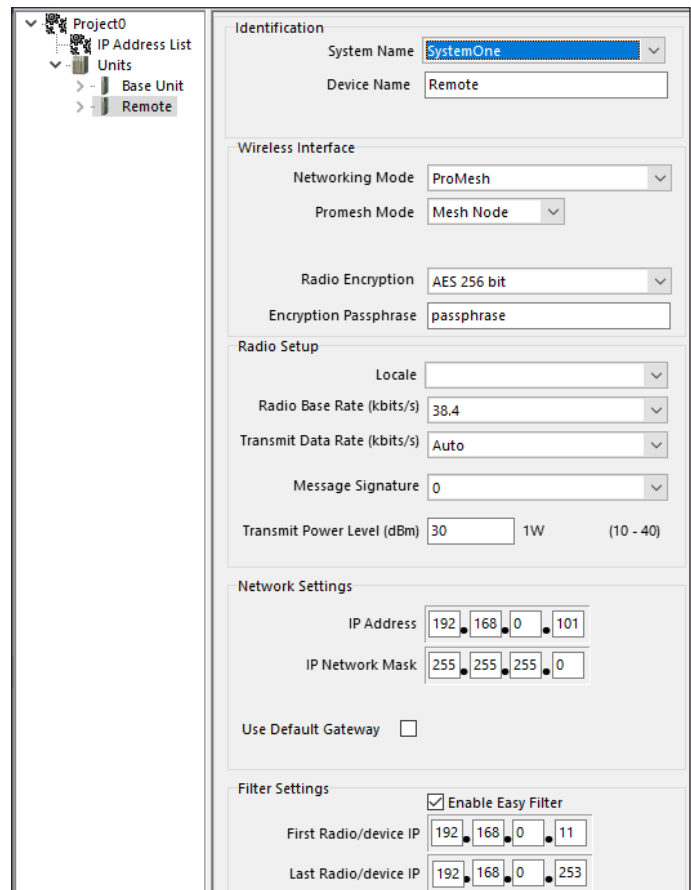 Project0
IP Address List
Units
Base Unit
Remote
Identification
System Name SystemOne
Device Name Remote
Wireless Interface
Networking Mode ProMesh
Promesh Mode Mesh Node
Radio Encryption AES 256 bit
Encryption Passphrase passphrase
Radio Setup
Locale
Radio Base Rate (kbits/s) 38.4
Transmit Data Rate (kbits/s) Auto
Message Signature 0
Transmit Power Level (dBm) 30 1W (10 - 40)
Network Settings
IP Address 192.168.0.101
IP Network Mask 255.255.255.0
Use Default Gateway
Filter Settings
Enable Easy Filter
First Radio/device IP 192.168.0.11
Last Radio/device IP 192.168.0.253